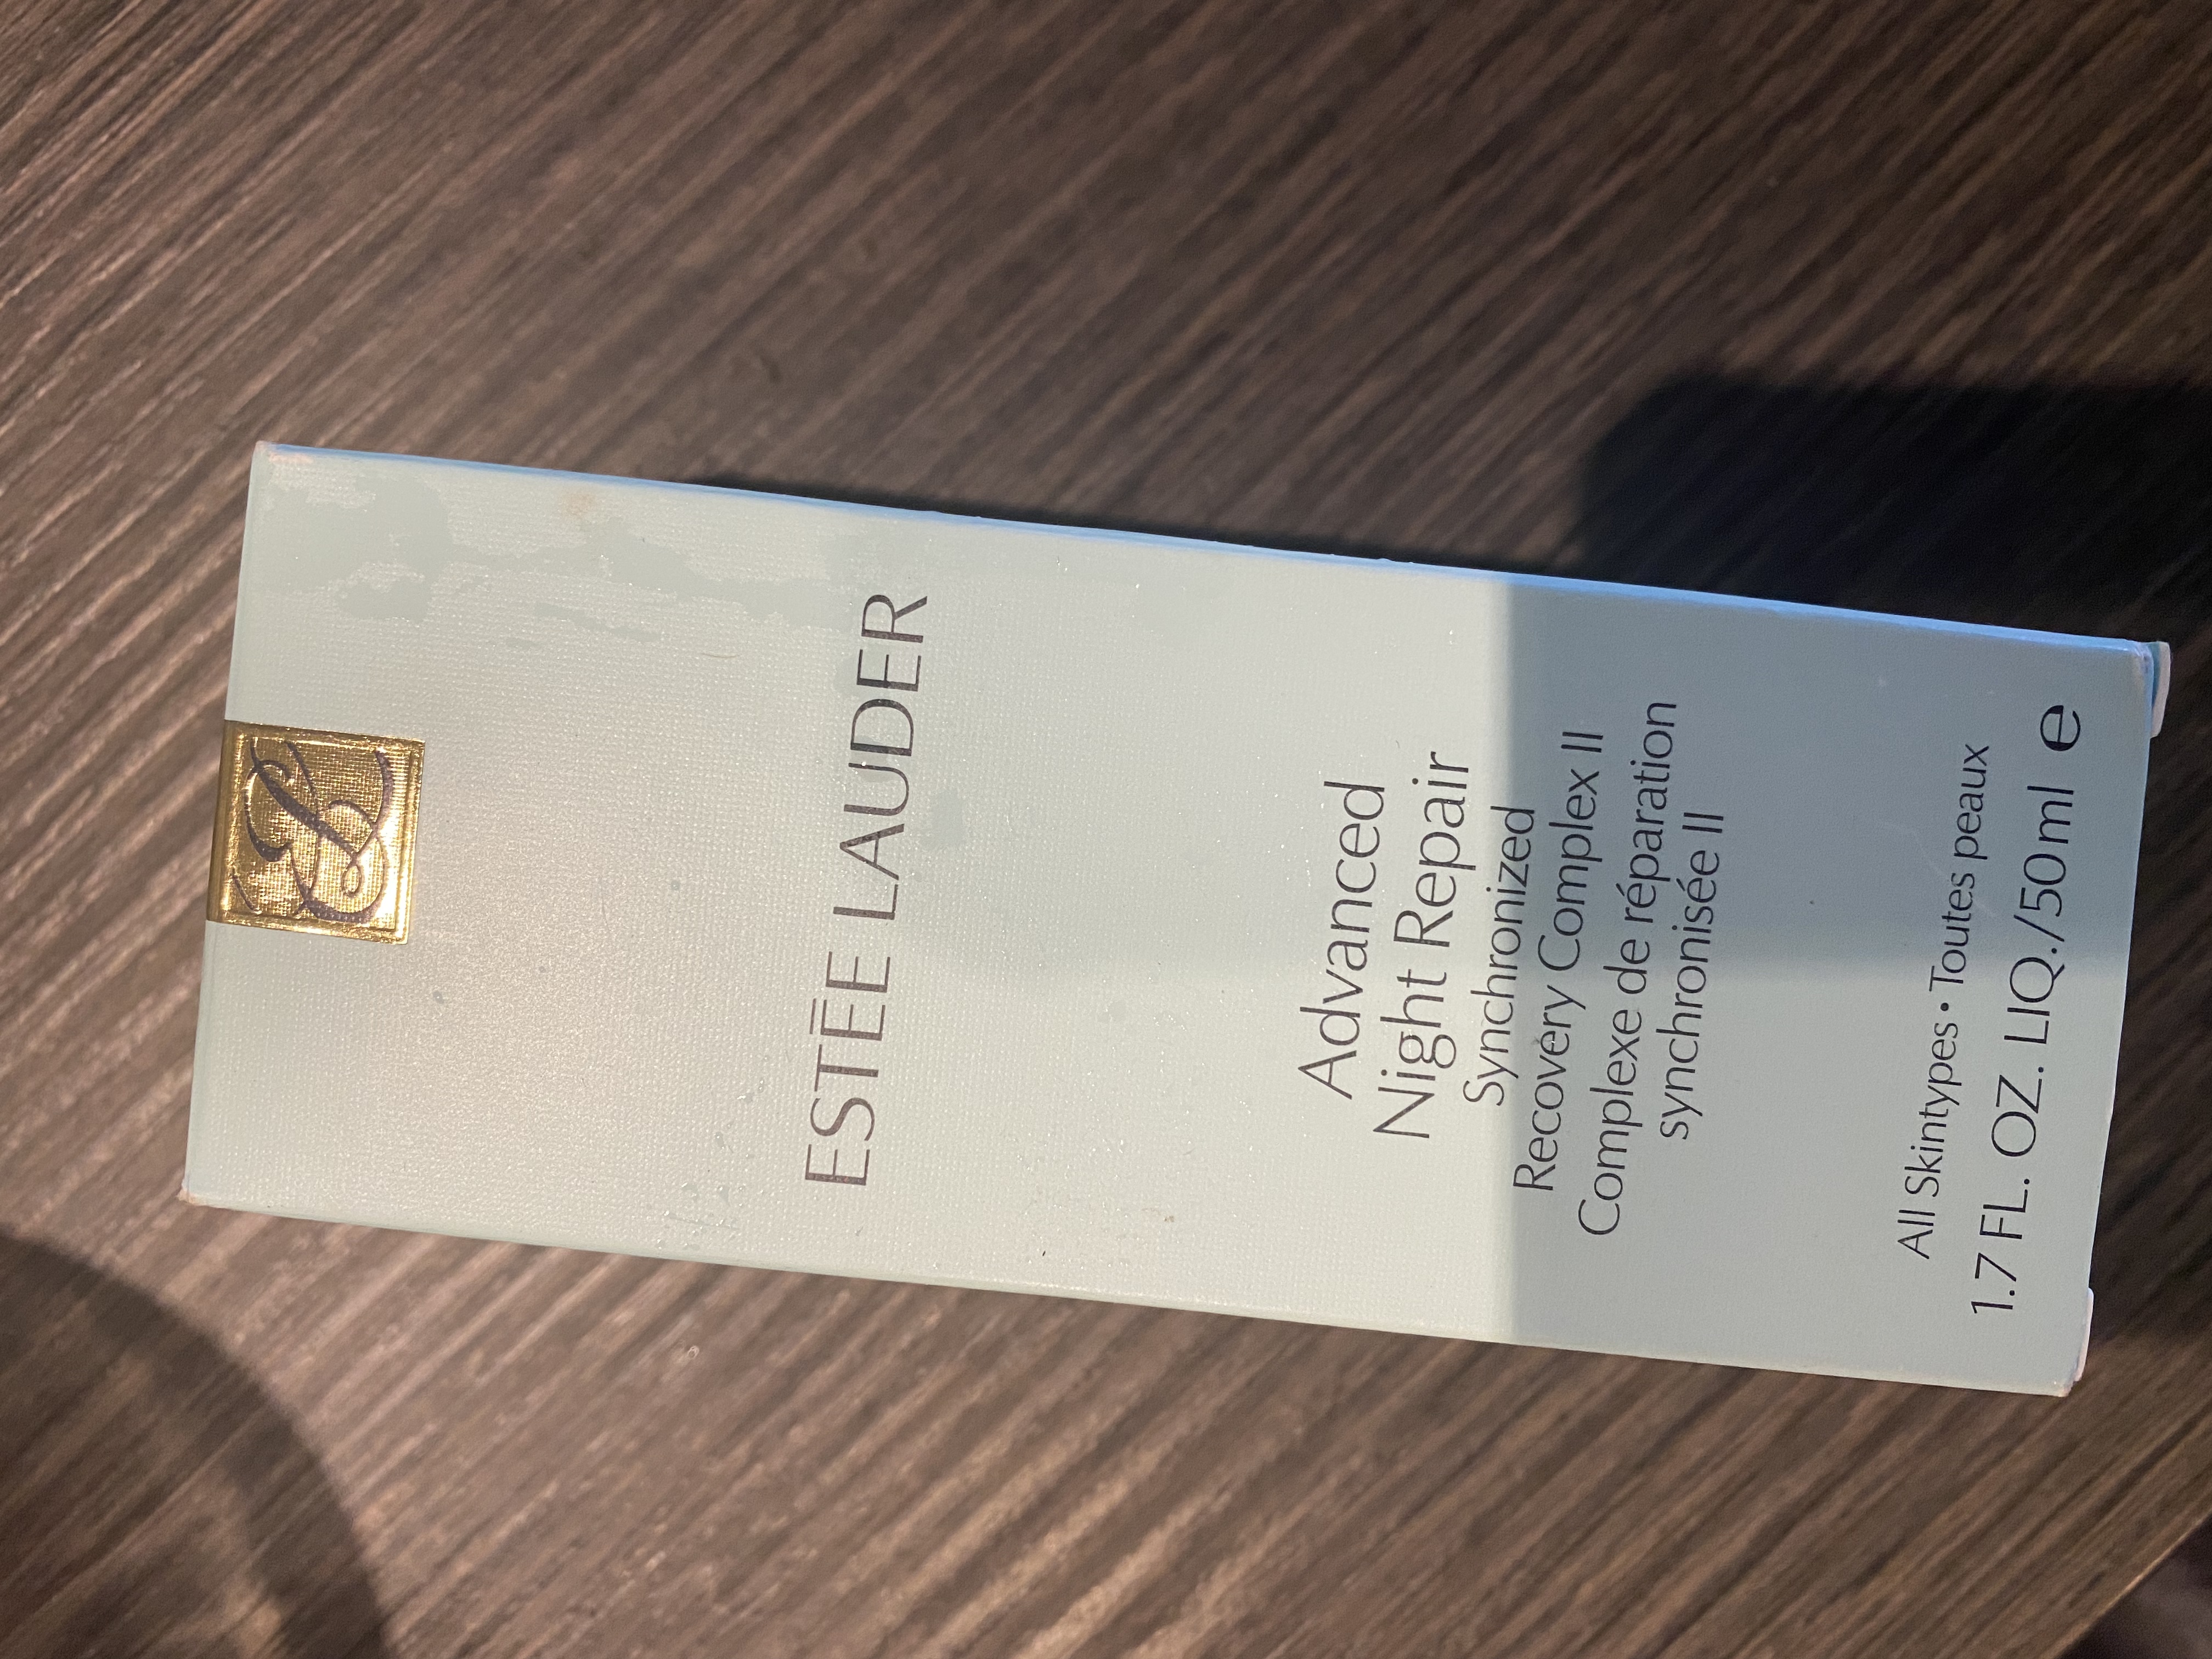 ESTĒE LAUDER
Advanced
Night Repair
Synchronized
Recovery Complex II
Complexe de réparation
synchronisée II
All Skintypes • Toutes peaux
1.7 FL. OZ. LIQ./50 ml e